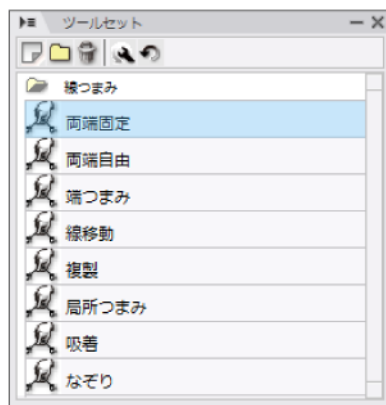 ツールセット
線つまみ
両端固定
両端自由
端つまみ
線移動
複製
局所つまみ
吸着
なぞり